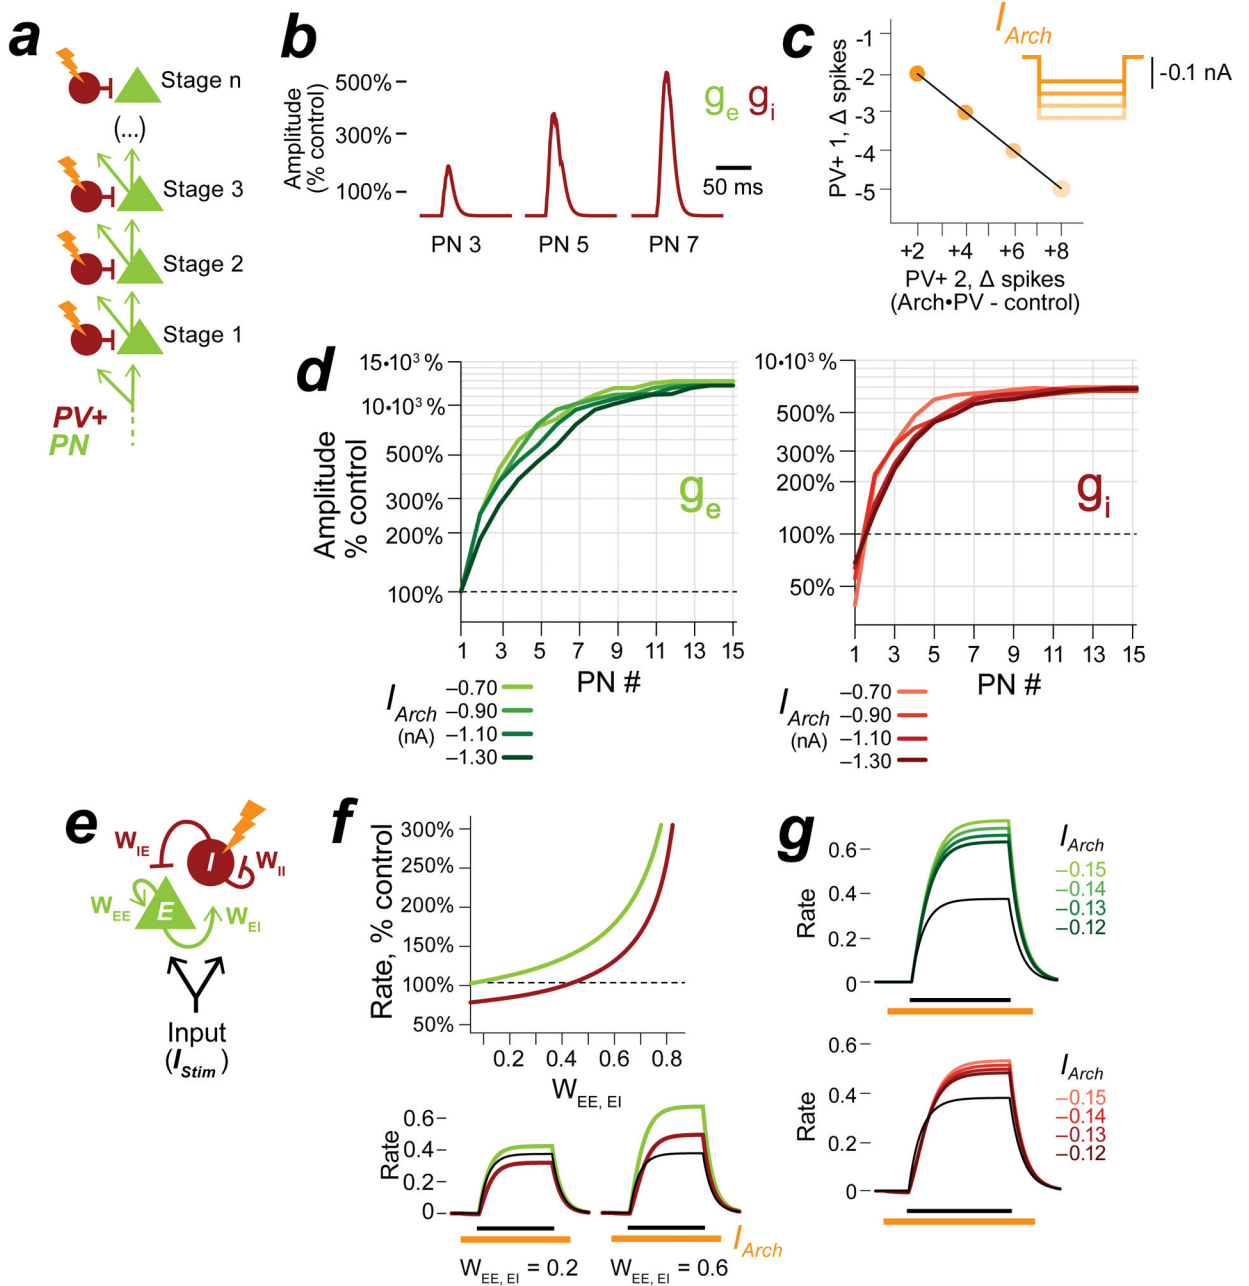 a
Stage n
(...)
Stage 3
Stage 2
Stage 1
PV+
PN
b
Amplitude
(% control)
500%
300%
100%
ge gi
50 ms
PN 3
PN 5
PN 7
c
PV+ 1, Δ spikes
-1
-2
-3
-4
-5
IArch
-0.1 nA
+2 +4 +6 +8
PV+ 2, Δ spikes
(Arch•PV - control)
d
Amplitude
% control
15•10³ %
10•10³ %
500%
300%
200%
100%
ge
1 3 5 7 9 11 13 15
PN #
IArch
(nA)
−0.70
−0.90
−1.10
−1.30
10•10³ %
500%
300%
200%
100%
50%
gi
1 3 5 7 9 11 13 15
PN #
IArch
(nA)
−0.70
−0.90
−1.10
−1.30
e
WIE
I
WII
WEE
E
WEI
Input
(IStim)
f
Rate, % control
300%
250%
200%
150%
100%
50%
0.2 0.4 0.6 0.8
WEE, EI
Rate
0.6
0.4
0.2
0
IArch
WEE, EI = 0.2
WEE, EI = 0.6
g
Rate
0.6
0.4
0.2
0
IArch
−0.15
−0.14
−0.13
−0.12
Rate
0.6
0.4
0.2
0
IArch
−0.15
−0.14
−0.13
−0.12